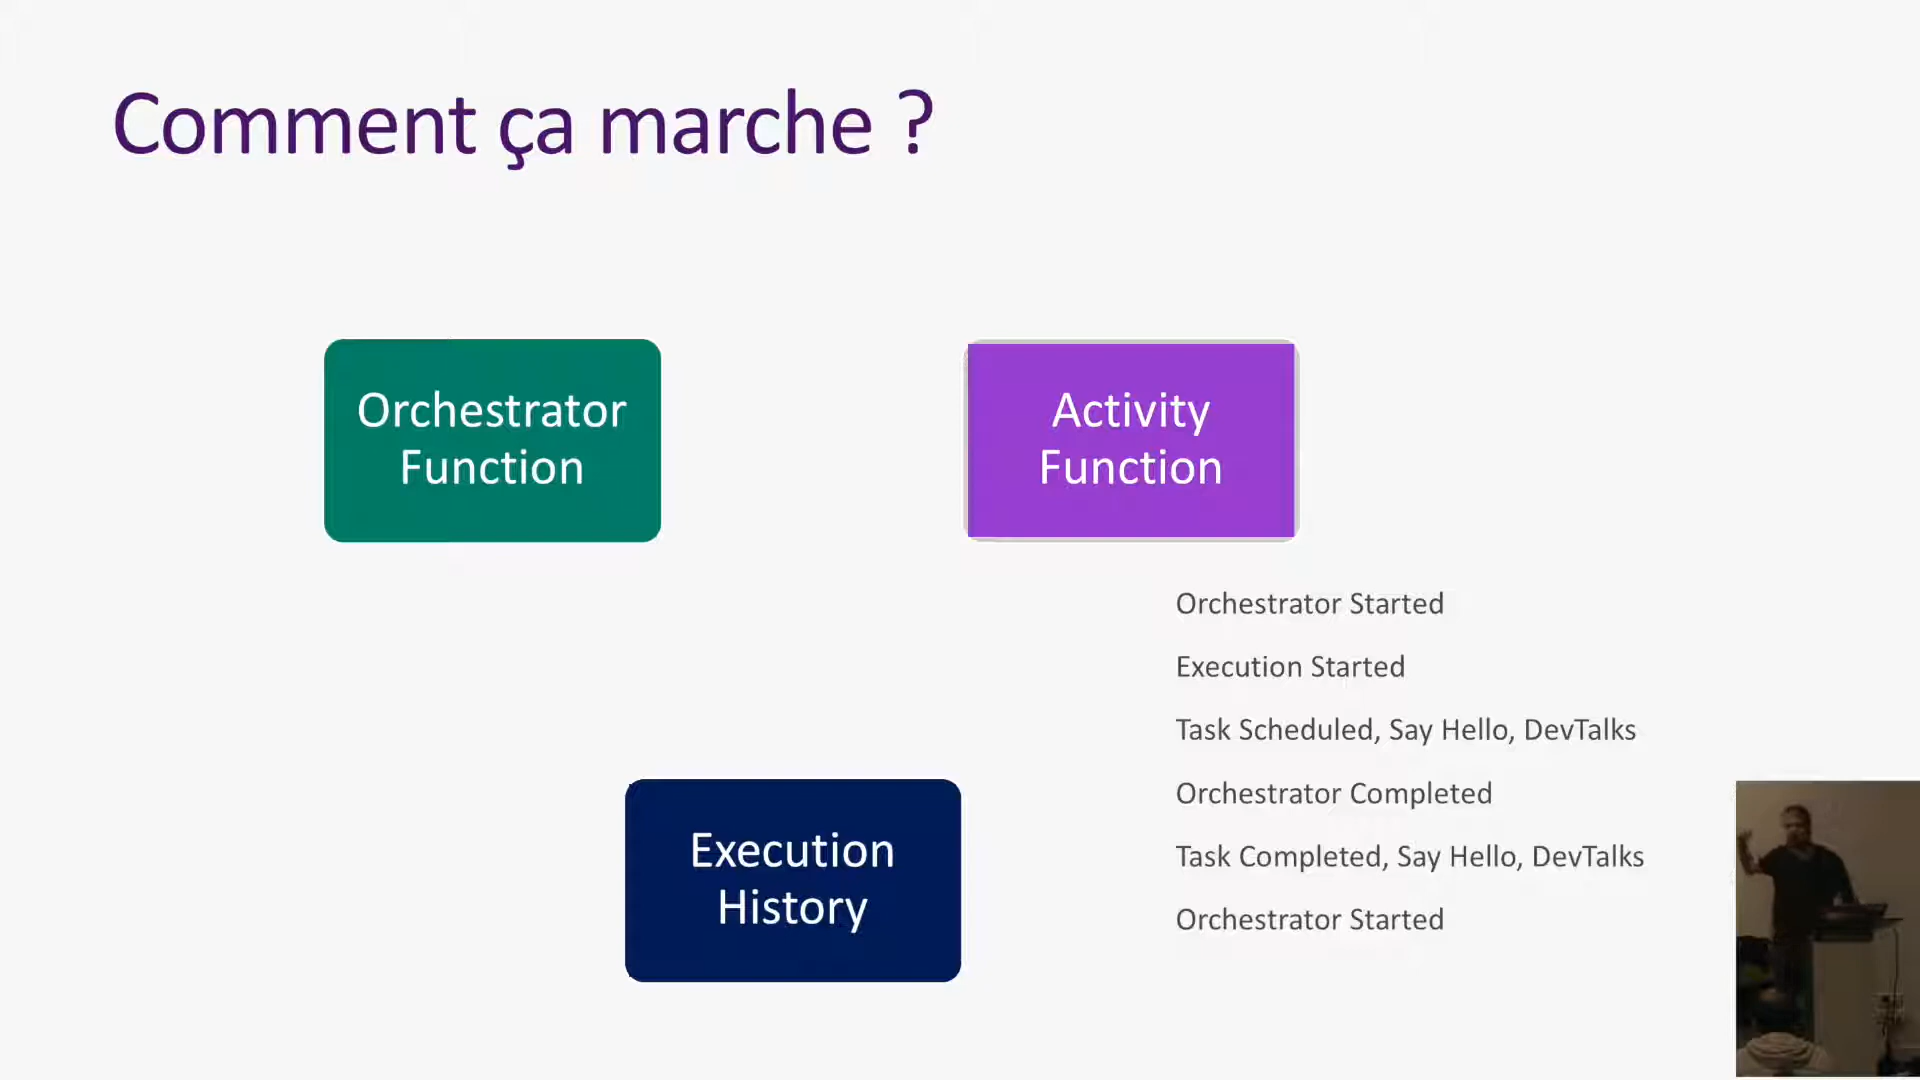 Comment ça marche ?
Orchestrator
Function
Activity
Function
Orchestrator Started
Execution Started
Task Scheduled, Say Hello, DevTalks
Orchestrator Completed
Task Completed, Say Hello, DevTalks
Orchestrator Started
Execution
History